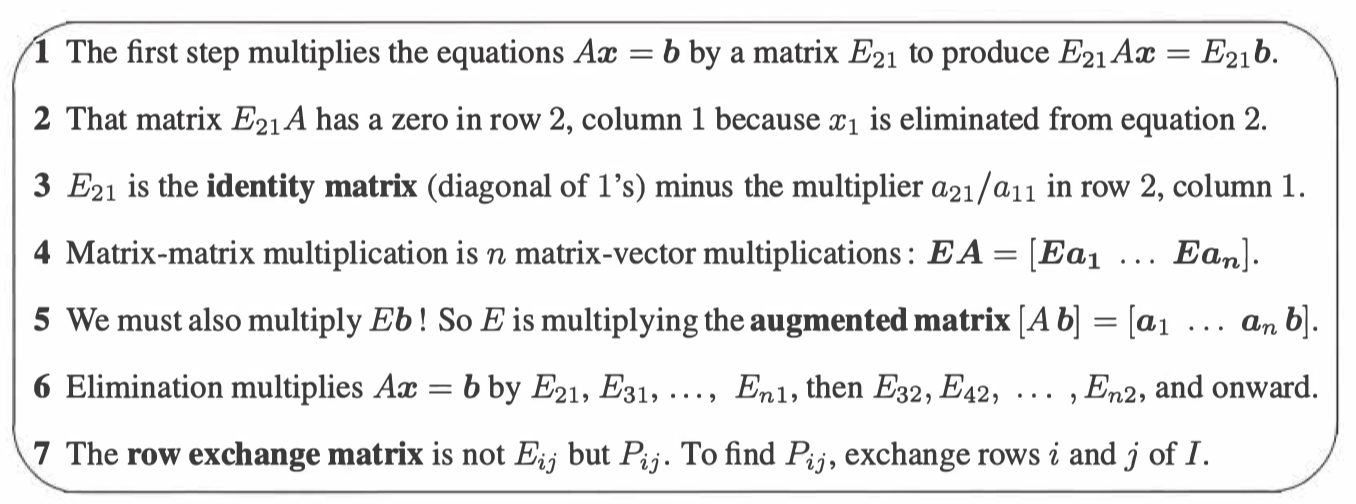 1 The first step multiplies the equations Ax = b by a matrix E₂₁ to produce E₂₁Ax = E₂₁b.
2 That matrix E₂₁A has a zero in row 2, column 1 because x₁ is eliminated from equation 2.
3 E₂₁ is the identity matrix (diagonal of 1’s) minus the multiplier a₂₁/a₁₁ in row 2, column 1.
4 Matrix-matrix multiplication is n matrix-vector multiplications: EA = [Ea₁ ... Eaₙ].
5 We must also multiply Eb! So E is multiplying the augmented matrix [A b] = [a₁ ... aₙ b].
6 Elimination multiplies Ax = b by E₂₁, E₃₁, ..., Eₙ₁, then E₃₂, E₄₂, ... , Eₙ₂, and onward.
7 The row exchange matrix is not Eᵢⱼ but Pᵢⱼ. To find Pᵢⱼ, exchange rows i and j of I.